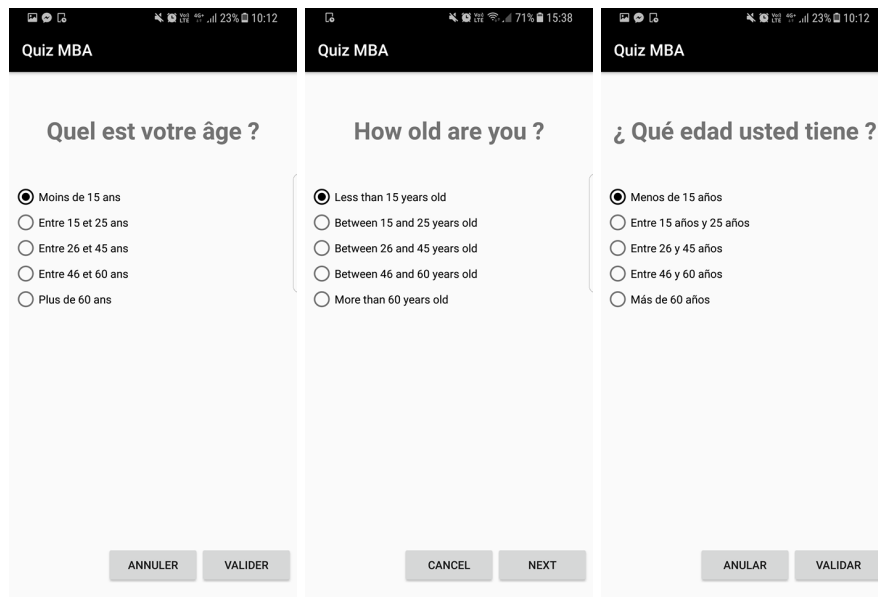 23% 10:12
Quiz MBA
Quel est votre âge ?
Moins de 15 ans
Entre 15 et 25 ans
Entre 26 et 45 ans
Entre 46 et 60 ans
Plus de 60 ans
ANNULER VALIDER
71% 15:38
Quiz MBA
How old are you ?
Less than 15 years old
Between 15 and 25 years old
Between 26 and 45 years old
Between 46 and 60 years old
More than 60 years old
CANCEL NEXT
23% 10:12
Quiz MBA
¿ Qué edad usted tiene ?
Menos de 15 años
Entre 15 años y 25 años
Entre 26 y 45 años
Entre 46 y 60 años
Más de 60 años
ANULAR VALIDAR